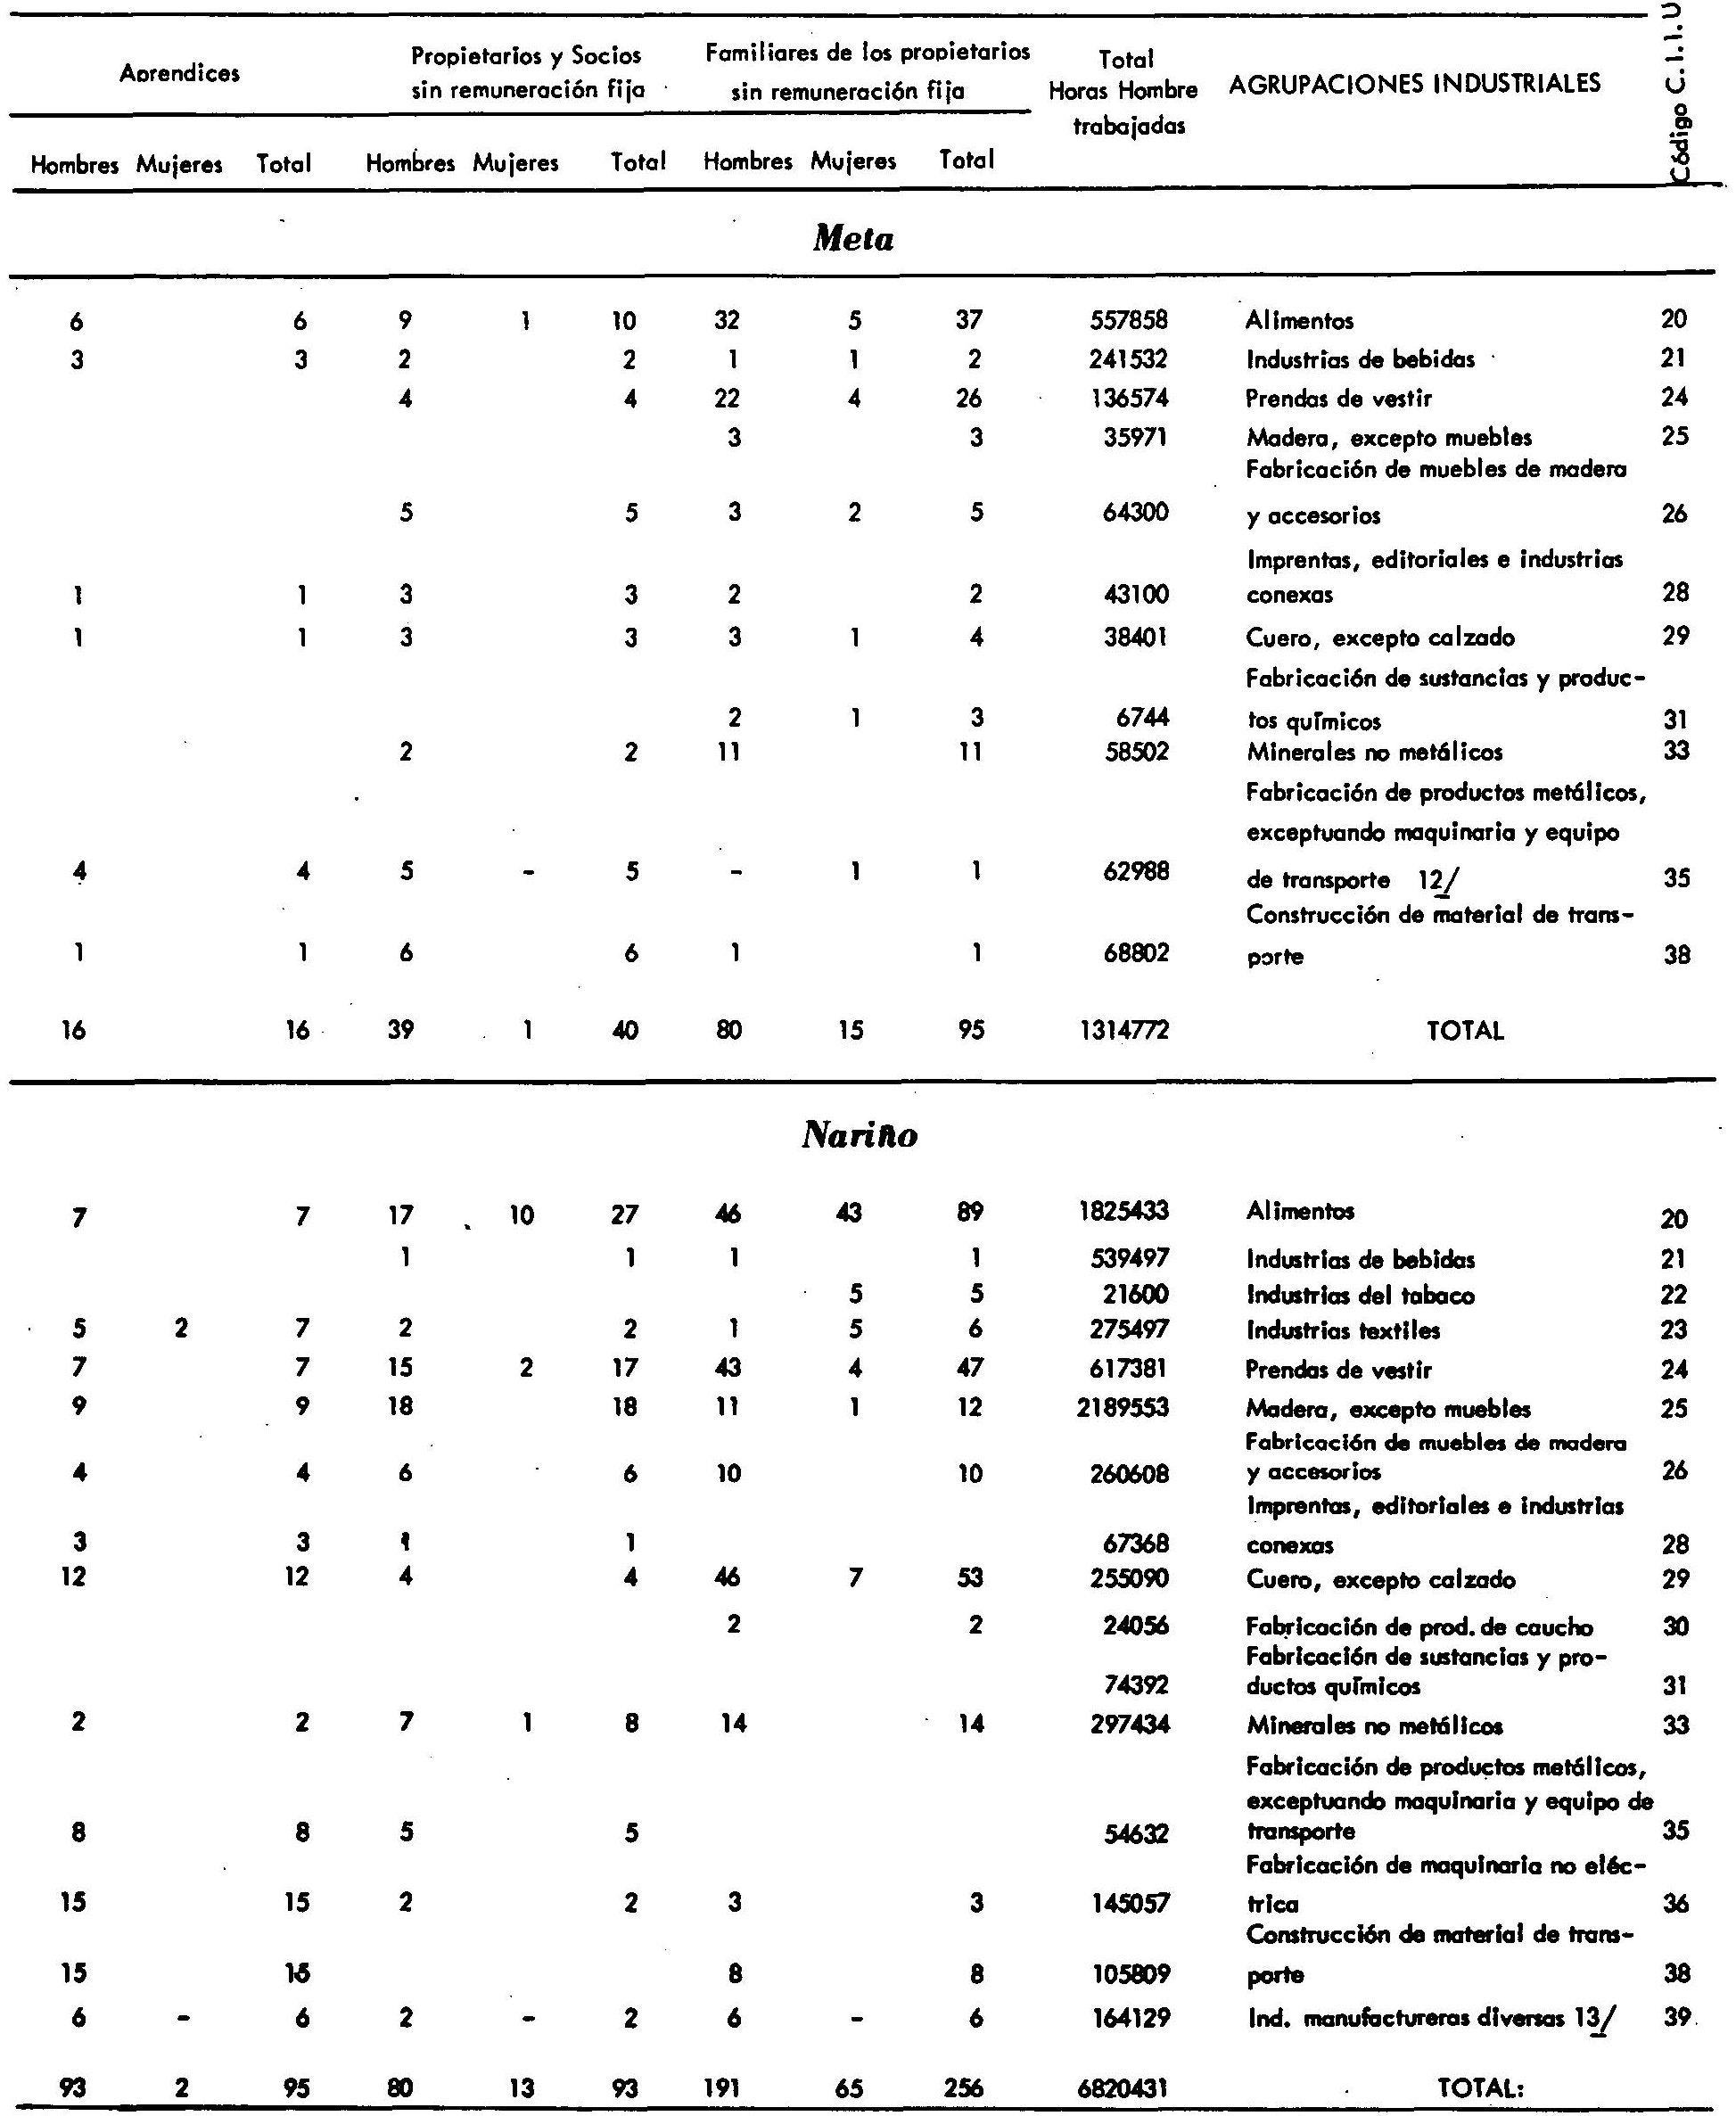 Aprendices Propietarios y Socios sin remuneración fija Familiares de los propietarios sin remuneración fija Total Horas Hombre trabajadas AGRUPACIONES INDUSTRIALES Código C.I.I.U
Hombres Mujeres Total Hombres Mujeres Total Hombres Mujeres Total
Meta
6 6 9 1 10 32 5 37 557858 Alimentos 20
3 3 2 2 1 1 2 241532 Industrias de bebidas 21
4 4 22 4 26 136574 Prendas de vestir 24
3 3 35971 Madera, excepto muebles 25
Fabricación de muebles de madera
5 5 3 2 5 64300 y accesorios 26
Imprentas, editoriales e industrias
1 1 3 3 2 2 43100 conexas 28
1 1 3 3 3 1 4 38401 Cuero, excepto calzado 29
Fabricación de sustancias y produc-
2 1 3 6744 tos químicos 31
2 2 11 11 58502 Minerales no metálicos 33
Fabricación de productos metálicos,
exceptuando maquinaria y equipo
4 4 5 - 5 - 1 1 62988 de transporte 12/ 35
Construcción de material de trans-
1 1 6 6 1 1 68802 porte 38
16 16 39 1 40 80 15 95 1314772 TOTAL
Nariño
7 7 17 10 27 46 43 89 1825433 Alimentos 20
1 1 1 1 539497 Industrias de bebidas 21
5 5 21600 Industrias del tabaco 22
5 2 7 2 2 1 5 6 275497 Industrias textiles 23
7 7 15 2 17 43 4 47 617381 Prendas de vestir 24
9 9 18 18 11 1 12 2189553 Madera, excepto muebles 25
Fabricación de muebles de madera
4 4 6 6 10 10 260608 y accesorios 26
Imprentas, editoriales e industrias
3 3 1 1 67368 conexas 28
12 12 4 4 46 7 53 255090 Cuero, excepto calzado 29
2 2 24056 Fabricación de prod. de caucho 30
Fabricación de sustancias y pro-
74392 ductos químicos 31
2 2 7 1 8 14 14 297434 Minerales no metálicos 33
Fabricación de productos metálicos,
exceptuando maquinaria y equipo de
8 8 5 5 54632 transporte 35
Fabricación de maquinaria no eléc-
15 15 2 2 3 3 145057 trica 36
Construcción de material de trans-
15 15 8 8 105809 porte 38
6 - 6 2 - 2 6 - 6 164129 Ind. manufactureras diversas 13/ 39
93 2 95 80 13 93 191 65 256 6820431 TOTAL: